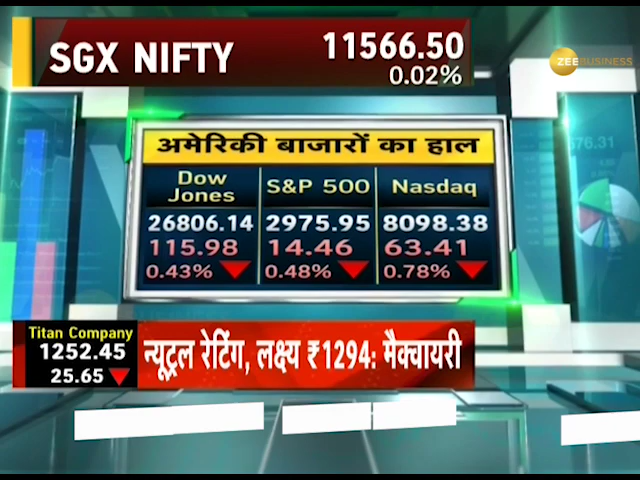 SGX NIFTY
11566.50
0.02%
ZEE BUSINESS
376.31
अमेरिकी बाजारों का हाल
Dow Jones S&P 500 Nasdaq
26806.14 2975.95 8098.38
115.98 14.46 63.41
0.43% 0.48% 0.78%
Titan Company
1252.45
25.65
न्यूट्रल रेटिंग, लक्ष्य ₹1294: मैक्वायरी